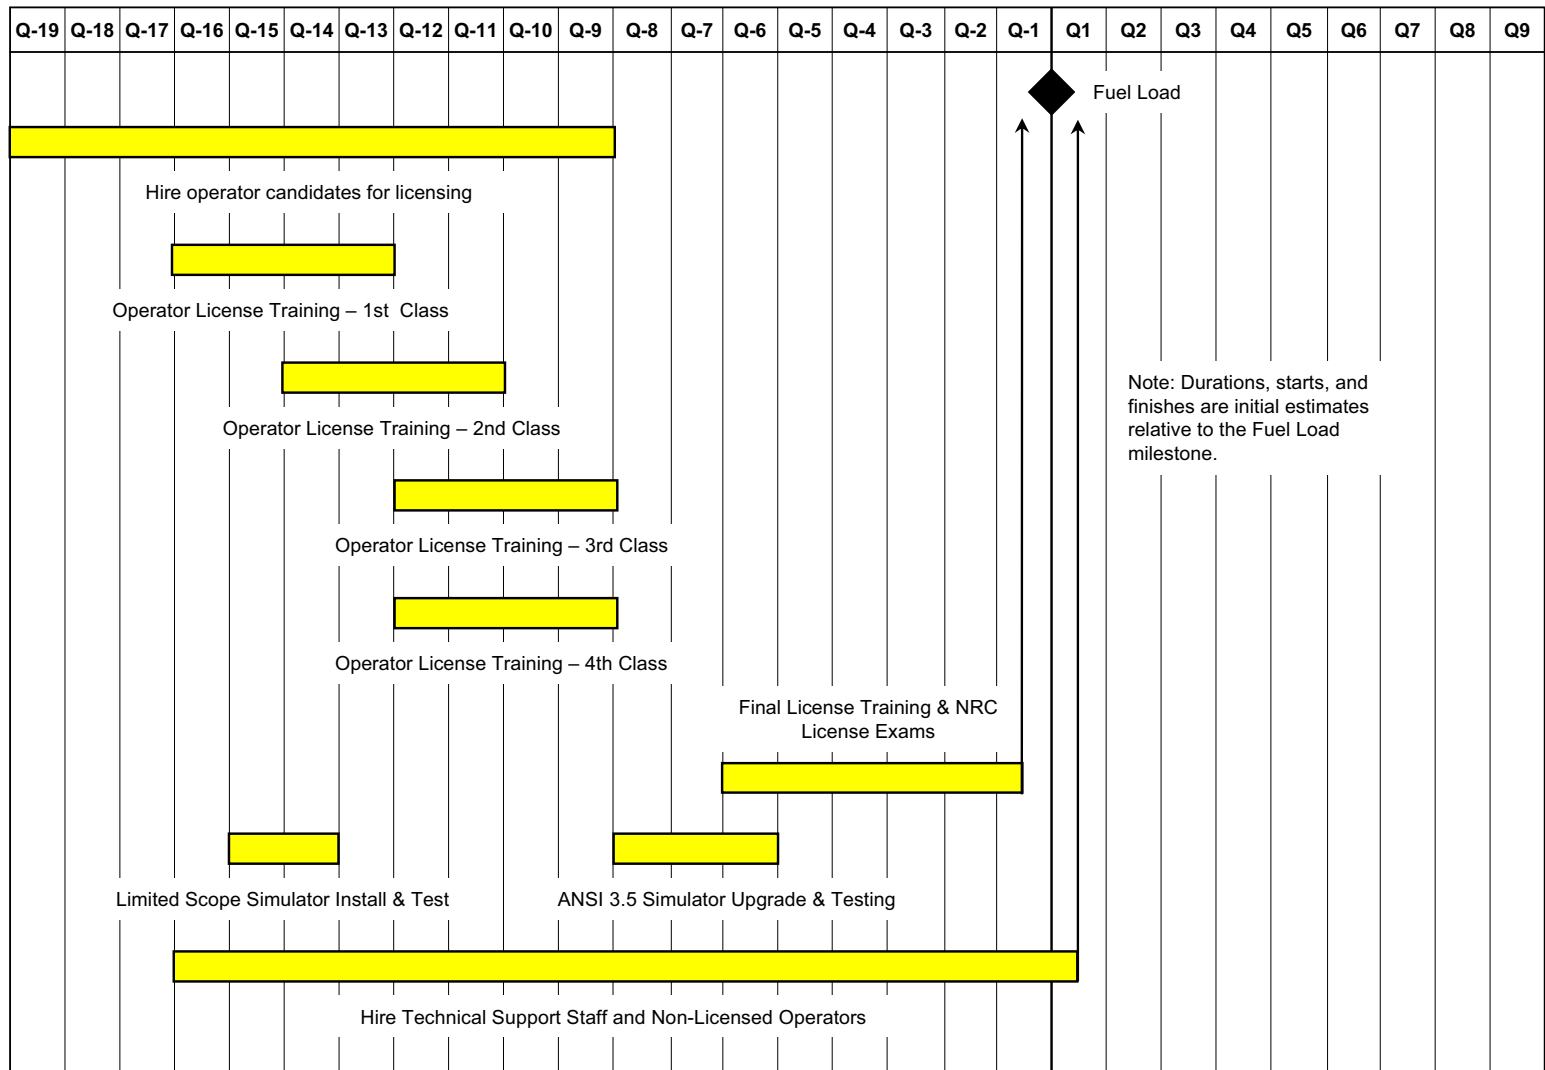 Q-19 Q-18 Q-17 Q-16 Q-15 Q-14 Q-13 Q-12 Q-11 Q-10 Q-9 Q-8 Q-7 Q-6 Q-5 Q-4 Q-3 Q-2 Q-1 Q1 Q2 Q3 Q4 Q5 Q6 Q7 Q8 Q9
Fuel Load
Hire operator candidates for licensing
Operator License Training – 1st Class
Operator License Training – 2nd Class
Note: Durations, starts, and
finishes are initial estimates
relative to the Fuel Load
milestone.
Operator License Training – 3rd Class
Operator License Training – 4th Class
Final License Training & NRC
License Exams
Limited Scope Simulator Install & Test
ANSI 3.5 Simulator Upgrade & Testing
Hire Technical Support Staff and Non-Licensed Operators